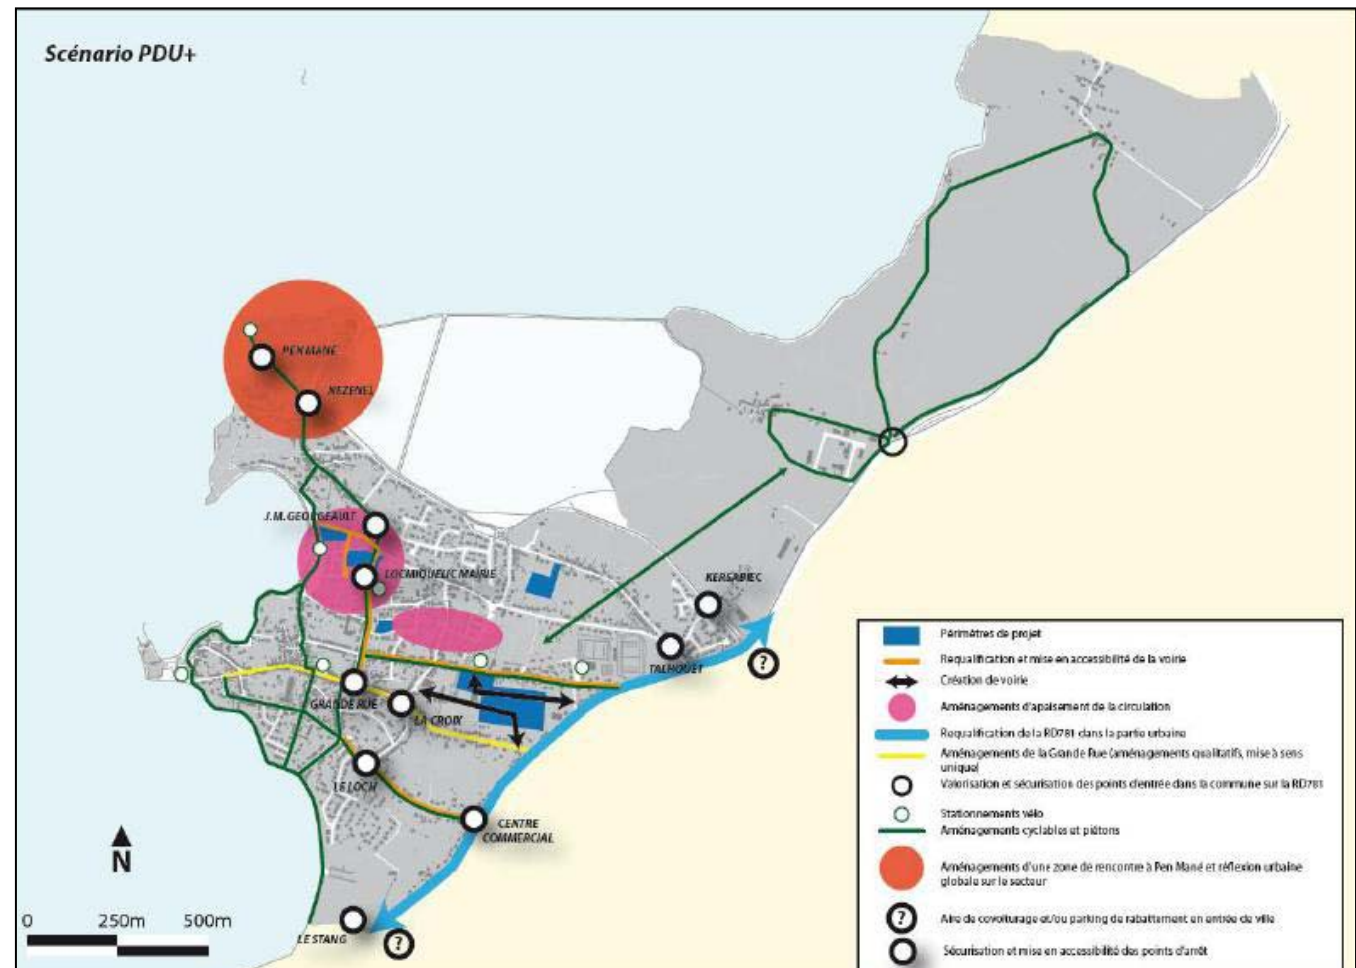 Scénario PDU+
PEN MANE
NEZENEL
J.M. GEORGEAULT
LOCMIQUELIC MAIRIE
KERSABIEC
TALHOUET
?
GRANDE RUE
LA CROIX
LE LOCH
CENTRE
COMMERCIAL
LE STANG
?
N
0 250m 500m
Périmètres de projet
Requalification et mise en accessibilité de la voirie
Création de voirie
Aménagements d'apaisement de la circulation
Requalification de la RD781 dans la partie urbaine
Aménagements de la Grande Rue (aménagements qualitatifs, mise à sens
unique)
Valorisation et sécurisation des points d'entrée dans la commune sur la RD781
Stationnements vélo
Aménagements cyclables et piétons
Aménagements d'une zone de rencontre à Pen Mané et réflexion urbaine
globale sur le secteur
?
Aire de covoiturage et/ou parking de rabattement en entrée de ville
Sécurisation et mise en accessibilité des points d'arrêt